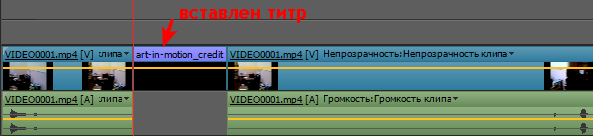 вставлен титр
VIDEO0001.mp4 [V] клипа art-in-motion_credit VIDEO0001.mp4 [V] Непрозрачность:Непрозрачность клипа
VIDEO0001.mp4 [A] клипа VIDEO0001.mp4 [A] Громкость:Громкость клипа